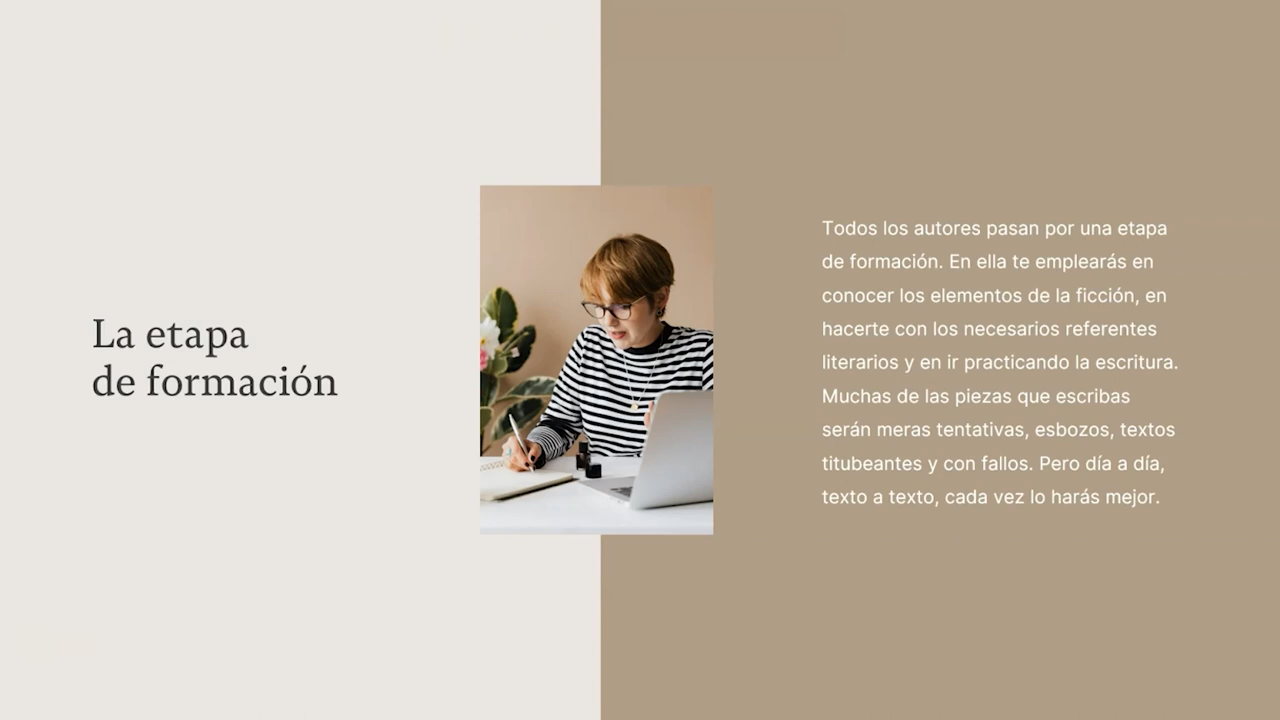 La etapa
de formación
Todos los autores pasan por una etapa
de formación. En ella te emplearás en
conocer los elementos de la ficción, en
hacerte con los necesarios referentes
literarios y en ir practicando la escritura.
Muchas de las piezas que escribas
serán meras tentativas, esbozos, textos
titubeantes y con fallos. Pero día a día,
texto a texto, cada vez lo harás mejor.